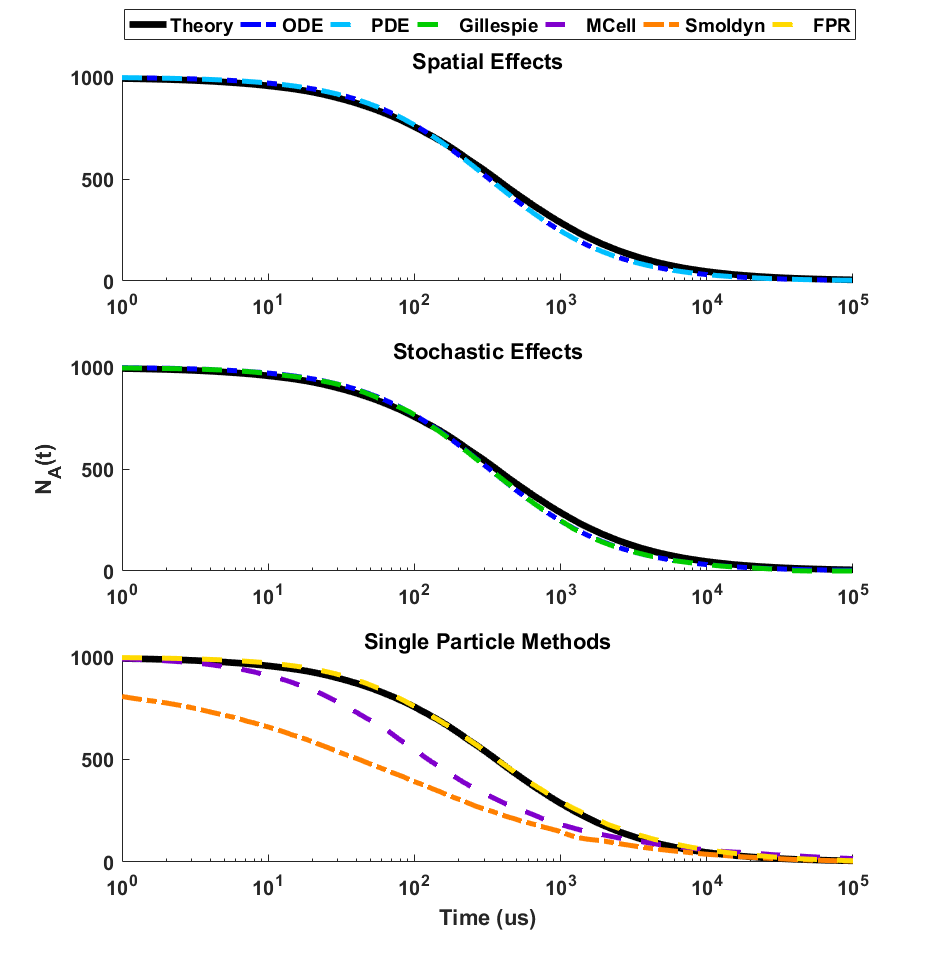 Theory ODE PDE Gillespie MCell Smoldyn FPR
Spatial Effects
1000
500
0
10^0 10^1 10^2 10^3 10^4 10^5
Stochastic Effects
1000
500
0
N_A(t)
10^0 10^1 10^2 10^3 10^4 10^5
Single Particle Methods
1000
500
0
10^0 10^1 10^2 10^3 10^4 10^5
Time (us)